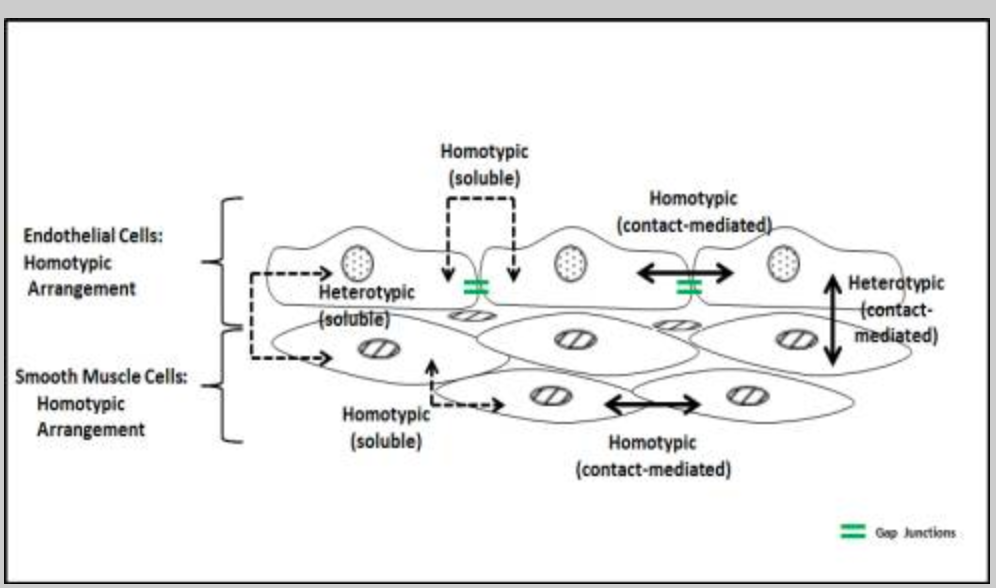 Homotypic
(soluble)
Homotypic
(contact-mediated)
Endothelial Cells:
Homotypic
Arrangement
Heterotypic
(soluble)
Heterotypic
(contact-
mediated)
Smooth Muscle Cells:
Homotypic
Arrangement
Homotypic
(soluble)
Homotypic
(contact-mediated)
Gap Junctions